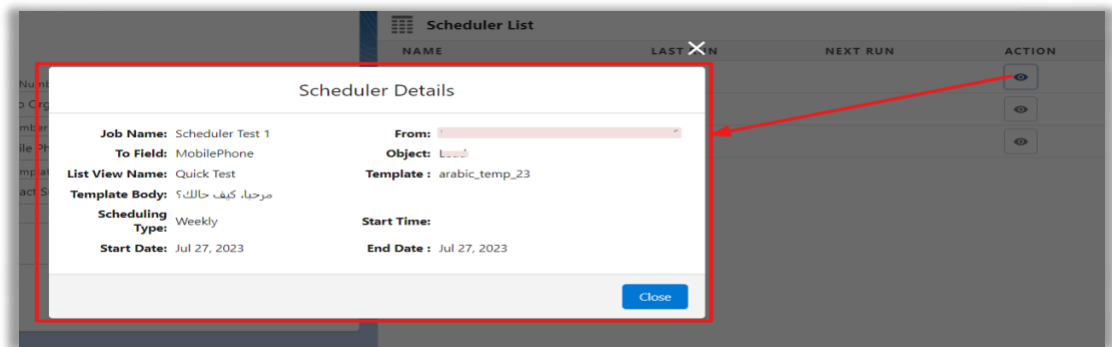 Scheduler List
NAME LAST RUN NEXT RUN ACTION
Scheduler Details
Job Name: Scheduler Test 1 From:
To Field: MobilePhone Object:
List View Name: Quick Test Template : arabic_temp_23
Template Body: مرحبا، كيف حالك؟
Scheduling Type: Weekly Start Time:
Start Date: Jul 27, 2023 End Date : Jul 27, 2023
Close